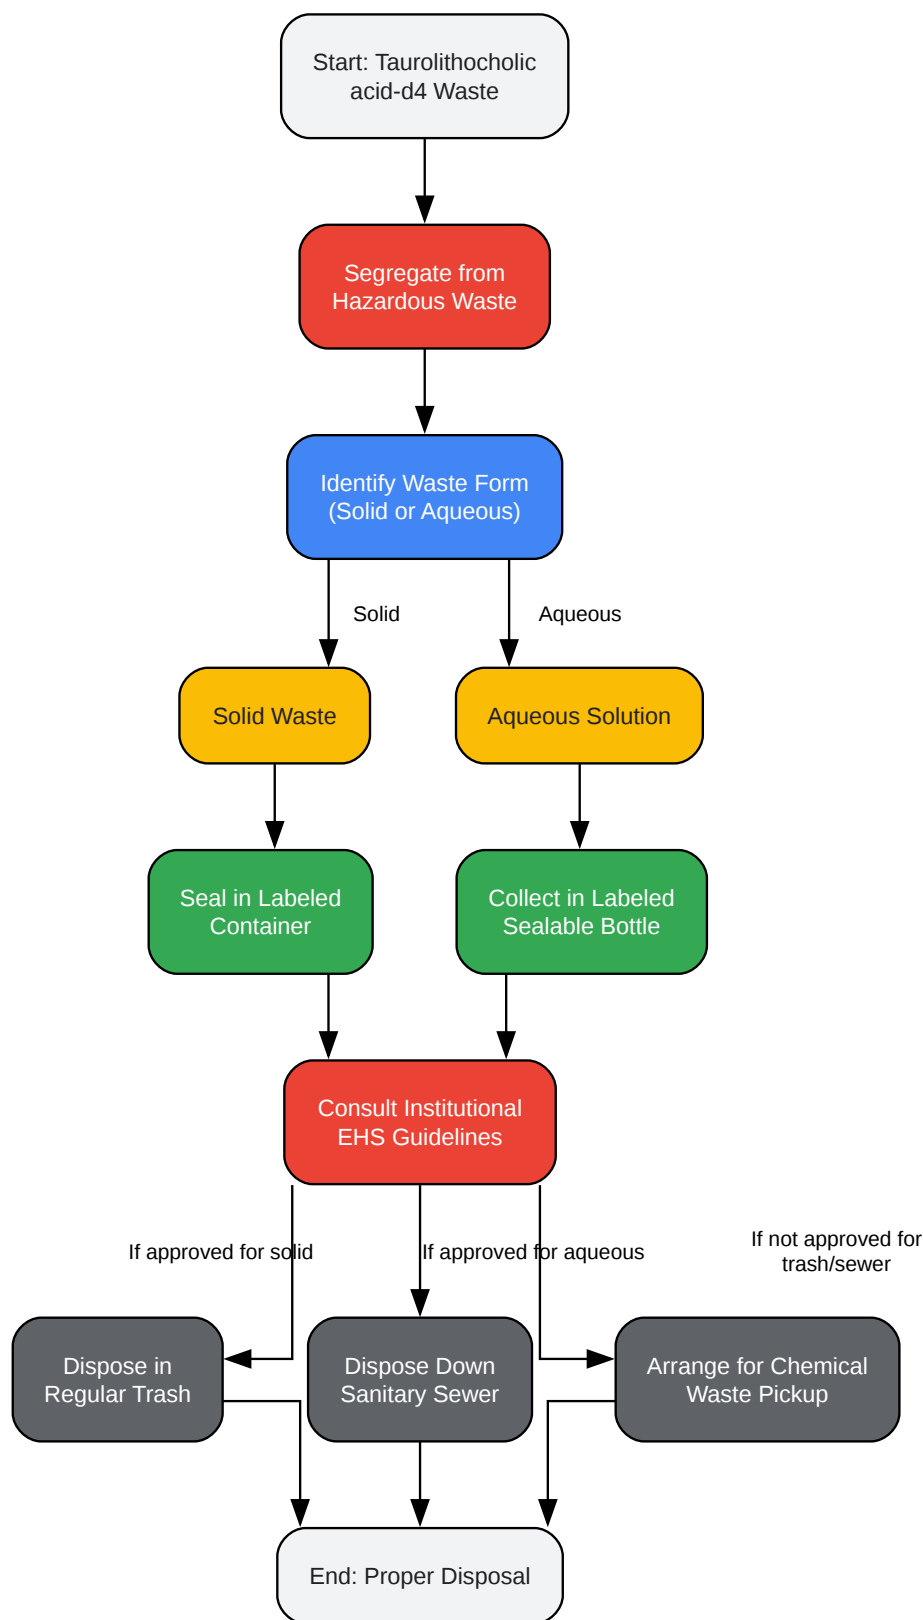 Start: Taurolithocholic
acid-d4 Waste
Segregate from
Hazardous Waste
Identify Waste Form
(Solid or Aqueous)
Solid
Aqueous
Solid Waste
Aqueous Solution
Seal in Labeled
Container
Collect in Labeled
Sealable Bottle
Consult Institutional
EHS Guidelines
If approved for solid
If approved for aqueous
If not approved for
trash/sewer
Dispose in
Regular Trash
Dispose Down
Sanitary Sewer
Arrange for Chemical
Waste Pickup
End: Proper Disposal